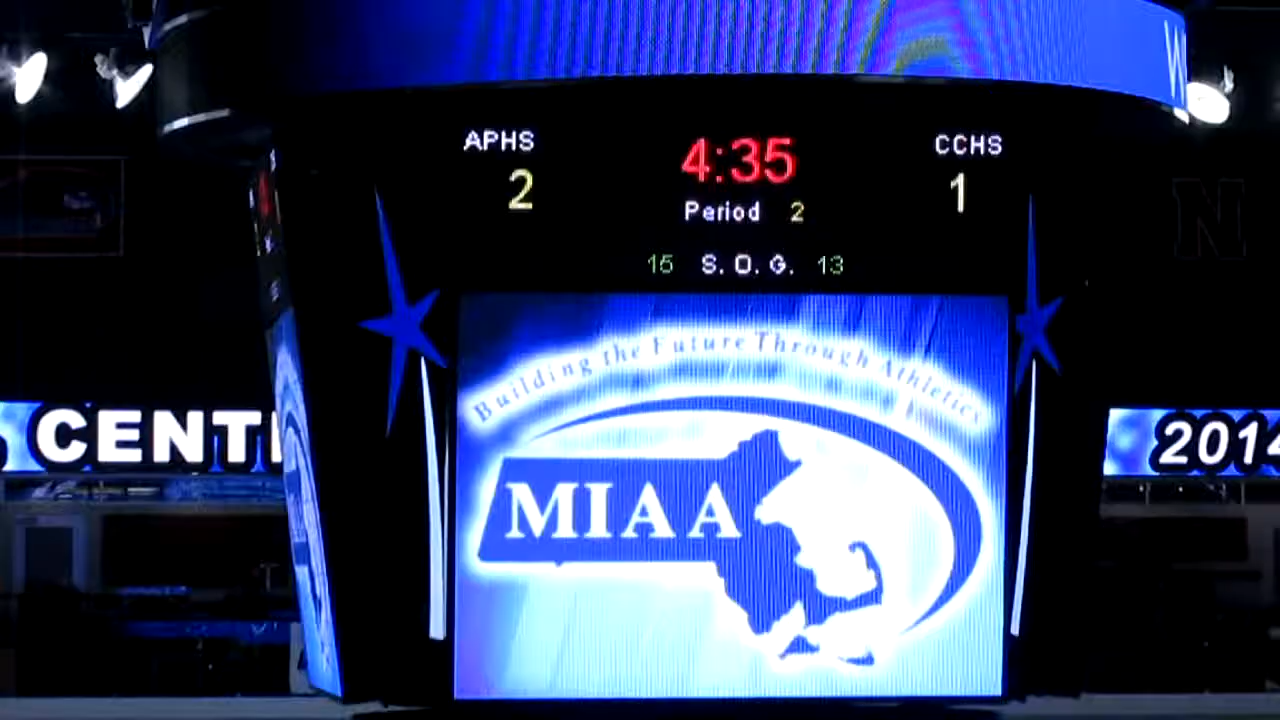 W
APHS 4:35 CCHS
2 1
Period 2
15 S. O. G. 13
Building the Future Through Athletics
MIAA
CENT
2014
N